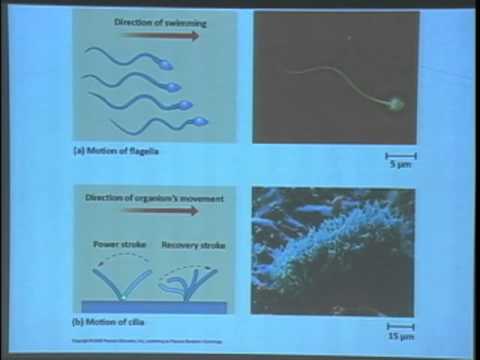 Direction of swimming
(a) Motion of flagella
5 µm
Direction of organism's movement
Power stroke
Recovery stroke
(b) Motion of cilia
15 µm